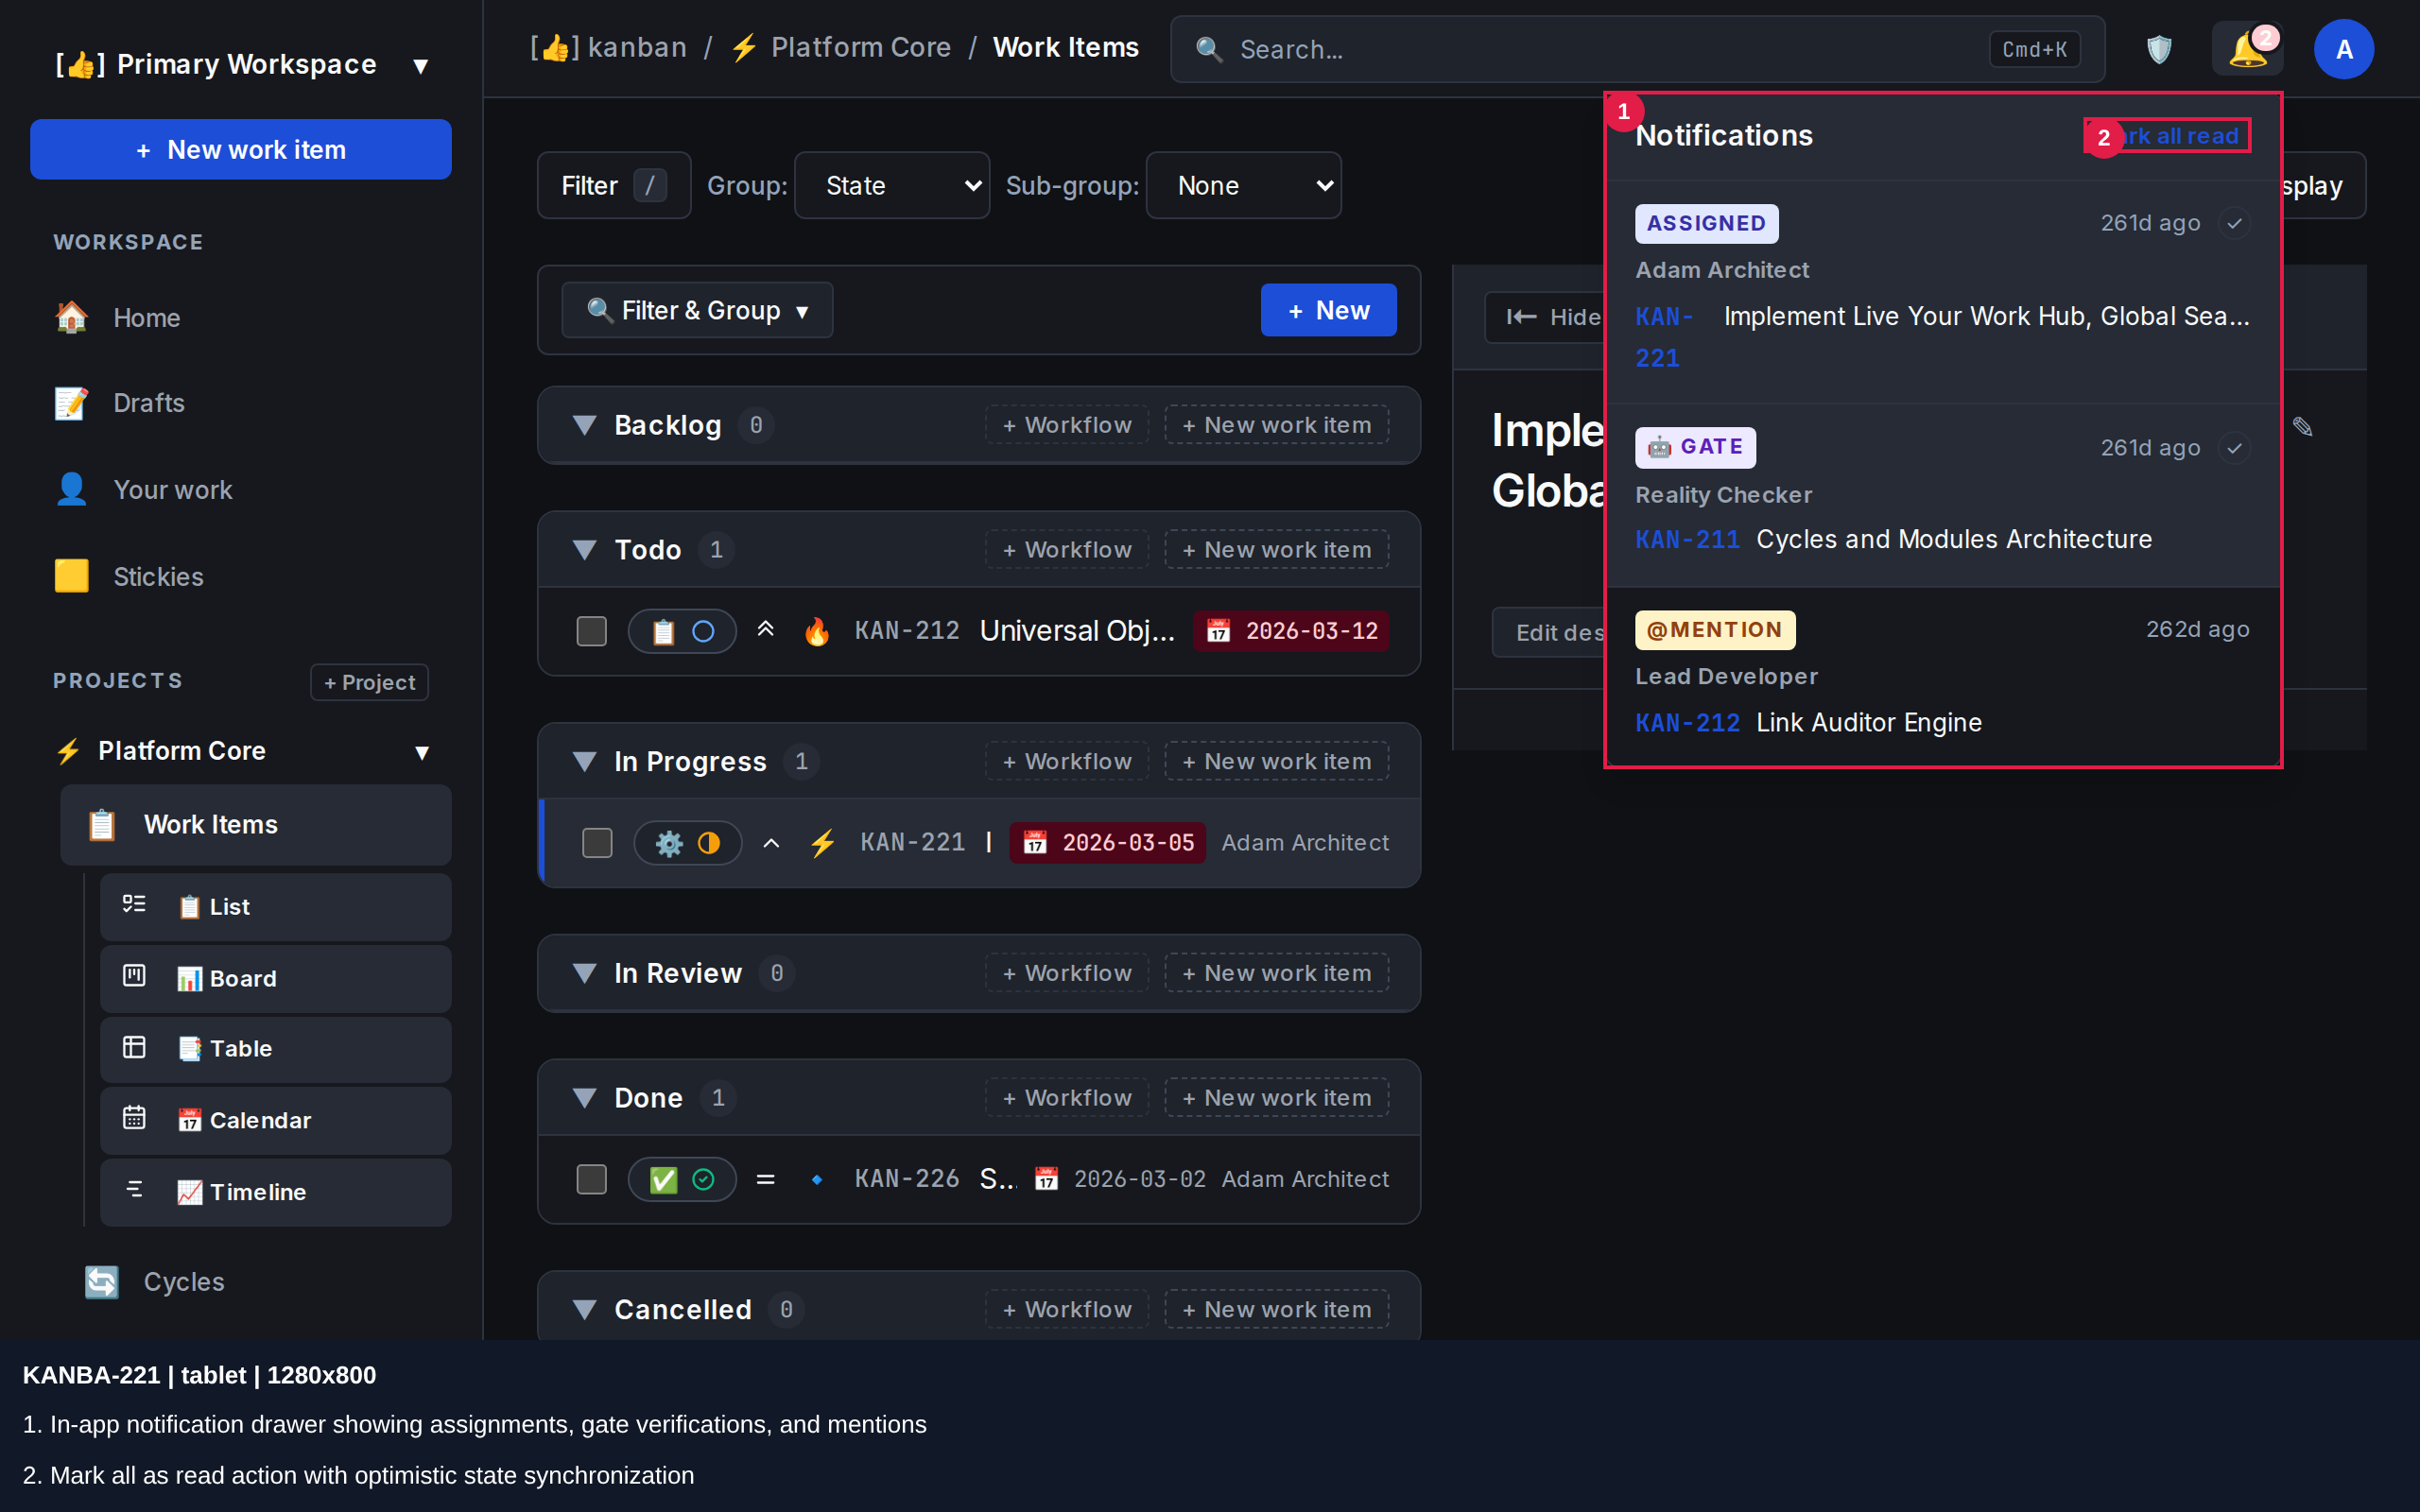 [👍] Primary Workspace ▼
+ New work item
WORKSPACE
🏠 Home
📝 Drafts
👤 Your work
🟨 Stickies
PROJECTS + Project
⚡ Platform Core ▼
📋 Work Items
📋 List
📊 Board
📑 Table
📅 Calendar
📈 Timeline
🔄 Cycles
[👍] kanban / ⚡ Platform Core / Work Items
🔍 Search... Cmd+K
🛡️ 🔔 2 A
Filter / Group: State Sub-group: None
splay
🔍 Filter & Group ▼ + New
▼ Backlog 0 + Workflow + New work item
▼ Todo 1 + Workflow + New work item
KAN-212 Universal Obj... 📅 2026-03-12
▼ In Progress 1 + Workflow + New work item
KAN-221 📅 2026-03-05 Adam Architect
▼ In Review 0 + Workflow + New work item
▼ Done 1 + Workflow + New work item
KAN-226 S... 📅 2026-03-02 Adam Architect
▼ Cancelled 0 + Workflow + New work item
Hide
Imple
Globa
Edit des
1
Notifications
2 rk all read
ASSIGNED 261d ago ✓
Adam Architect
KAN-221 Implement Live Your Work Hub, Global Sea...
🤖 GATE 261d ago ✓
Reality Checker
KAN-211 Cycles and Modules Architecture
@MENTION 262d ago
Lead Developer
KAN-212 Link Auditor Engine
KANBA-221 | tablet | 1280x800
1. In-app notification drawer showing assignments, gate verifications, and mentions
2. Mark all as read action with optimistic state synchronization